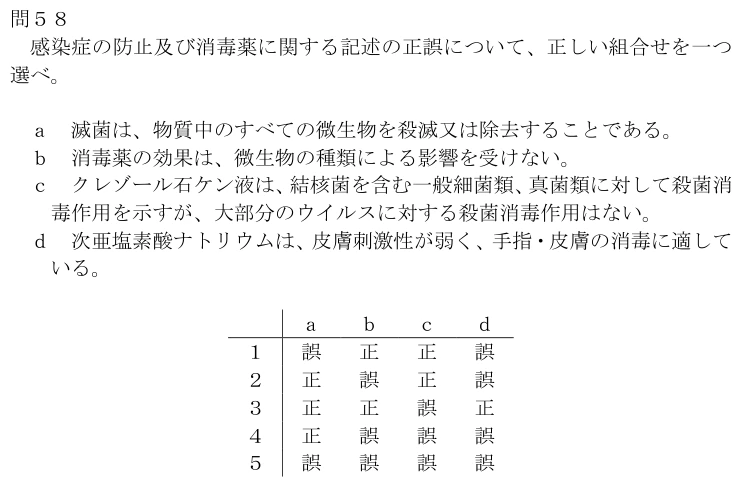 問５８
感染症の防止及び消毒薬に関する記述の正誤について、正しい組合せを一つ
選べ。
ａ　滅菌は、物質中のすべての微生物を殺滅又は除去することである。
ｂ　消毒薬の効果は、微生物の種類による影響を受けない。
ｃ　クレゾール石ケン液は、結核菌を含む一般細菌類、真菌類に対して殺菌消
毒作用を示すが、大部分のウイルスに対する殺菌消毒作用はない。
ｄ　次亜塩素酸ナトリウムは、皮膚刺激性が弱く、手指・皮膚の消毒に適して
いる。
ａ　ｂ　ｃ　ｄ
１　誤　正　正　誤
２　正　誤　正　誤
３　正　正　誤　正
４　正　誤　誤　誤
５　誤　誤　誤　誤